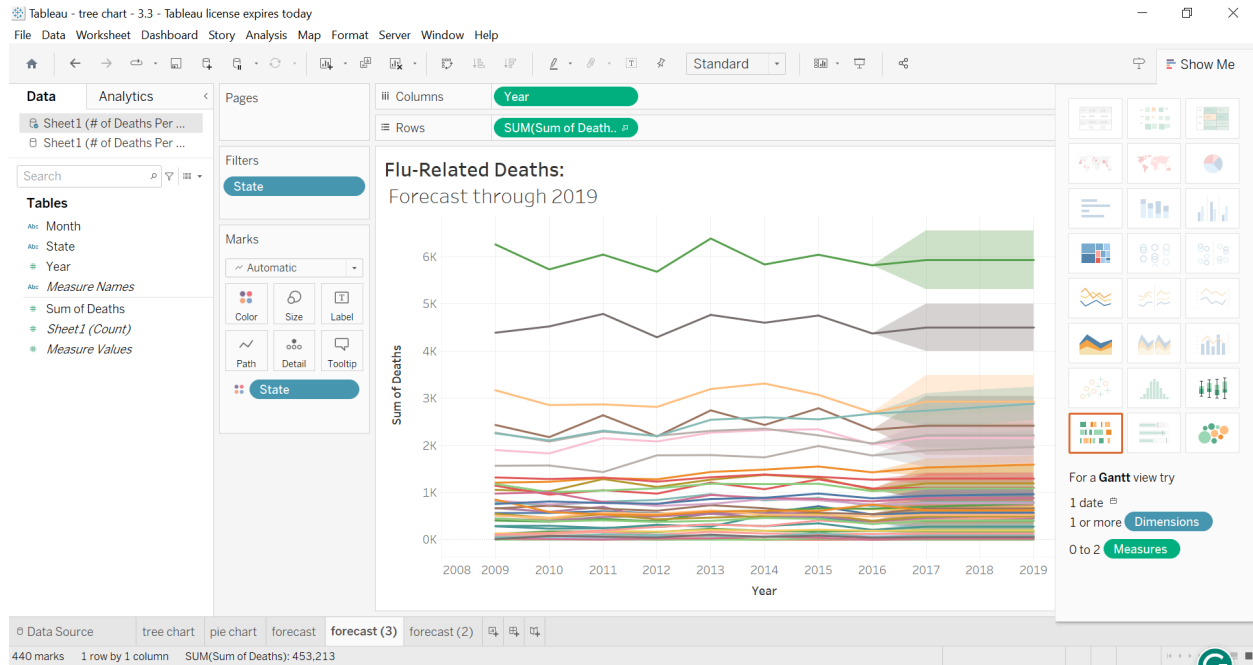 Tableau - tree chart - 3.3 - Tableau license expires today
File Data Worksheet Dashboard Story Analysis Map Format Server Window Help
Standard
Show Me
Data Analytics
Sheet1 (# of Deaths Per ...
Sheet1 (# of Deaths Per ...
Search
Tables
Abc Month
Abc State
# Year
Abc Measure Names
# Sum of Deaths
# Sheet1 (Count)
# Measure Values
Pages
Filters
State
Marks
Automatic
Color Size Label
Path Detail Tooltip
State
Columns Year
Rows SUM(Sum of Death..
Flu-Related Deaths:
Forecast through 2019
Sum of Deaths
6K
5K
4K
3K
2K
1K
0K
2008 2009 2010 2011 2012 2013 2014 2015 2016 2017 2018 2019
Year
For a Gantt view try
1 date
1 or more Dimensions
0 to 2 Measures
Data Source tree chart pie chart forecast forecast (3) forecast (2)
440 marks 1 row by 1 column SUM(Sum of Deaths): 453,213